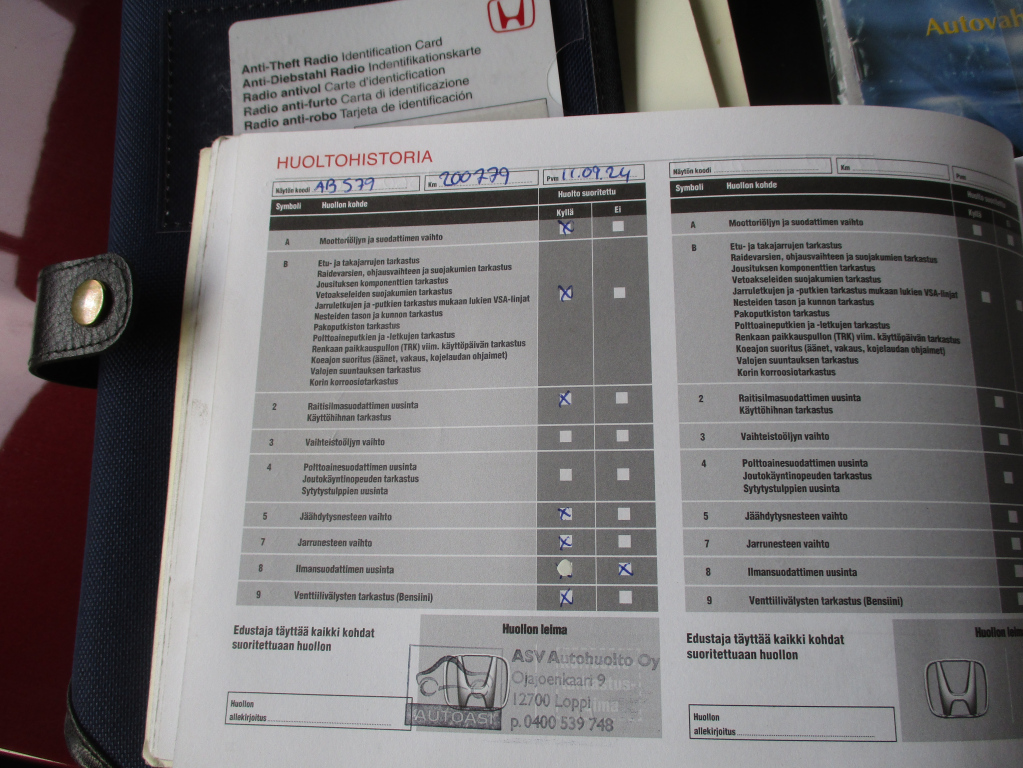 Autovah
Anti-Theft Radio Identification Card
Anti-Diebstahl Radio Indentifikationskarte
Radio antivol Carte d'identicfication
Radio anti-furto Carta di identificazione
Radio anti-robo Tarjeta de identificación
HUOLTOHISTORIA
Näytön koodi AB579 Km 200779 Pvm 11.09.24
Symboli Huollon kohde Huolto suoritettu
Kyllä Ei
A Moottoriöljyn ja suodattimen vaihto
B Etu- ja takajarrujen tarkastus
Raidevarsien, ohjausvaihteen ja suojakumien tarkastus
Jousituksen komponenttien tarkastus
Vetoakseleiden suojakumien tarkastus
Jarruletkujen ja -putkien tarkastus mukaan lukien VSA-linjat
Nesteiden tason ja kunnon tarkastus
Pakoputkiston tarkastus
Polttoaineputkien ja -letkujen tarkastus
Renkaan paikkauspullon (TRK) viim. käyttöpäivän tarkastus
Koeajon suoritus (äänet, vakaus, kojelaudan ohjaimet)
Valojen suuntauksen tarkastus
Korin korroosiotarkastus
2 Raitisilmasuodattimen uusinta
Käyttöhihnan tarkastus
3 Vaihteistoöljyn vaihto
4 Polttoainesuodattimen uusinta
Joutokäyntinopeuden tarkastus
Sytytystulppien uusinta
5 Jäähdytysnesteen vaihto
7 Jarrunesteen vaihto
8 Ilmansuodattimen uusinta
9 Venttiilivälysten tarkastus (Bensiini)
Edustaja täyttää kaikki kohdat
suoritettuaan huollon
Huollon leima
ASV Autohuolto Oy
Ojajoenkaari 9
12700 Loppi
p. 0400 539 748
AUTOASI
Huollon
allekirjoitus
Näytön koodi Km Pvm
Symboli Huollon kohde Huolto suoritettu
Kyllä
A Moottoriöljyn ja suodattimen vaihto
B Etu- ja takajarrujen tarkastus
Raidevarsien, ohjausvaihteen ja suojakumien tarkastus
Jousituksen komponenttien tarkastus
Vetoakseleiden suojakumien tarkastus
Jarruletkujen ja -putkien tarkastus mukaan lukien VSA-linjat
Nesteiden tason ja kunnon tarkastus
Pakoputkiston tarkastus
Polttoaineputkien ja -letkujen tarkastus
Renkaan paikkauspullon (TRK) viim. käyttöpäivän tarkastus
Koeajon suoritus (äänet, vakaus, kojelaudan ohjaimet)
Valojen suuntauksen tarkastus
Korin korroosiotarkastus
2 Raitisilmasuodattimen uusinta
Käyttöhihnan tarkastus
3 Vaihteistoöljyn vaihto
4 Polttoainesuodattimen uusinta
Joutokäyntinopeuden tarkastus
Sytytystulppien uusinta
5 Jäähdytysnesteen vaihto
7 Jarrunesteen vaihto
8 Ilmansuodattimen uusinta
9 Venttiilivälysten tarkastus (Bensiini)
Edustaja täyttää kaikki kohdat
suoritettuaan huollon
Huollon leim
Huollon
allekirjoitus